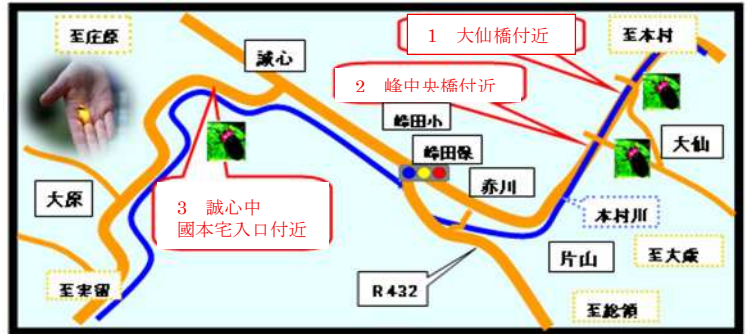 至庄原
誠心
1 大仙橋付近
至本村
2 峰中央橋付近
峰田小
峰田保
大仙
大原
赤川
3 誠心中
國本宅入口付近
本村川
片山
至大歳
至実留
R432
至総領